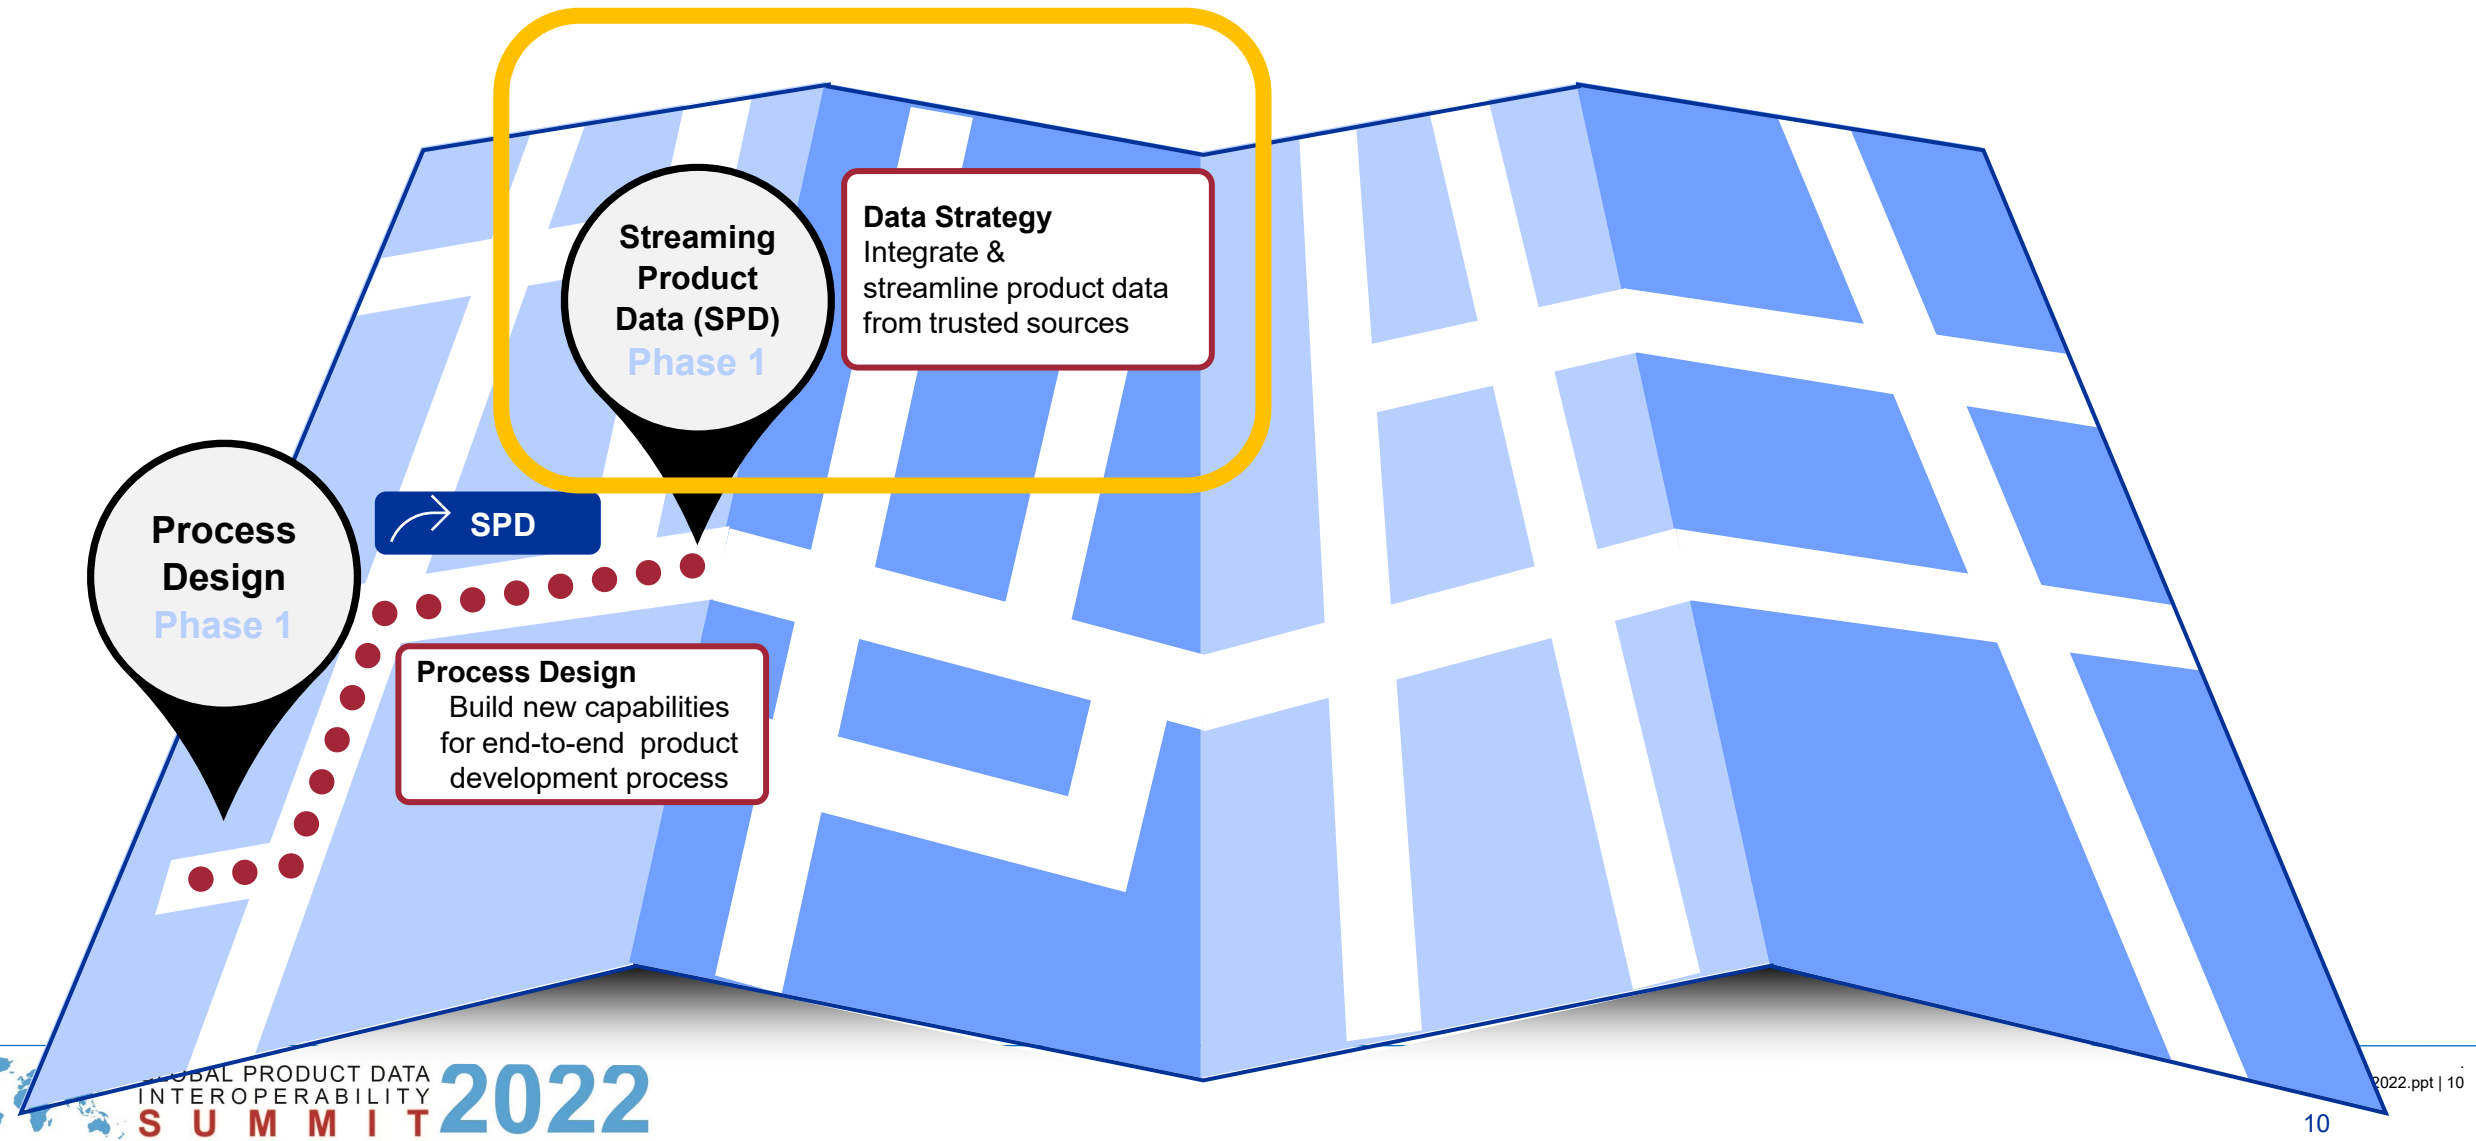 Streaming
Product
Data (SPD)
Phase 1
Data Strategy
Integrate &
streamline product data
from trusted sources
Process
Design
Phase 1
SPD
Process Design
Build new capabilities
for end-to-end product
development process
GLOBAL PRODUCT DATA
INTEROPERABILITY
SUMMIT
2022
.
2022.ppt | 10
10